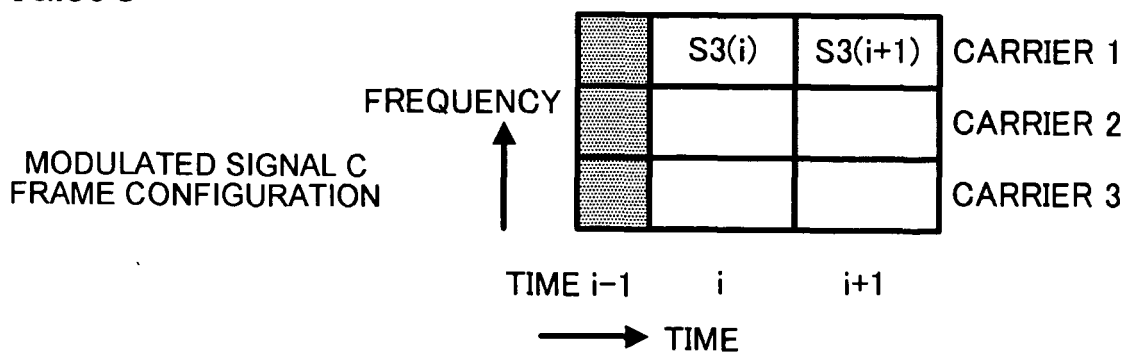 S3(i) S3(i+1) CARRIER 1
FREQUENCY
CARRIER 2
MODULATED SIGNAL C
FRAME CONFIGURATION
CARRIER 3
TIME i-1 i i+1
TIME